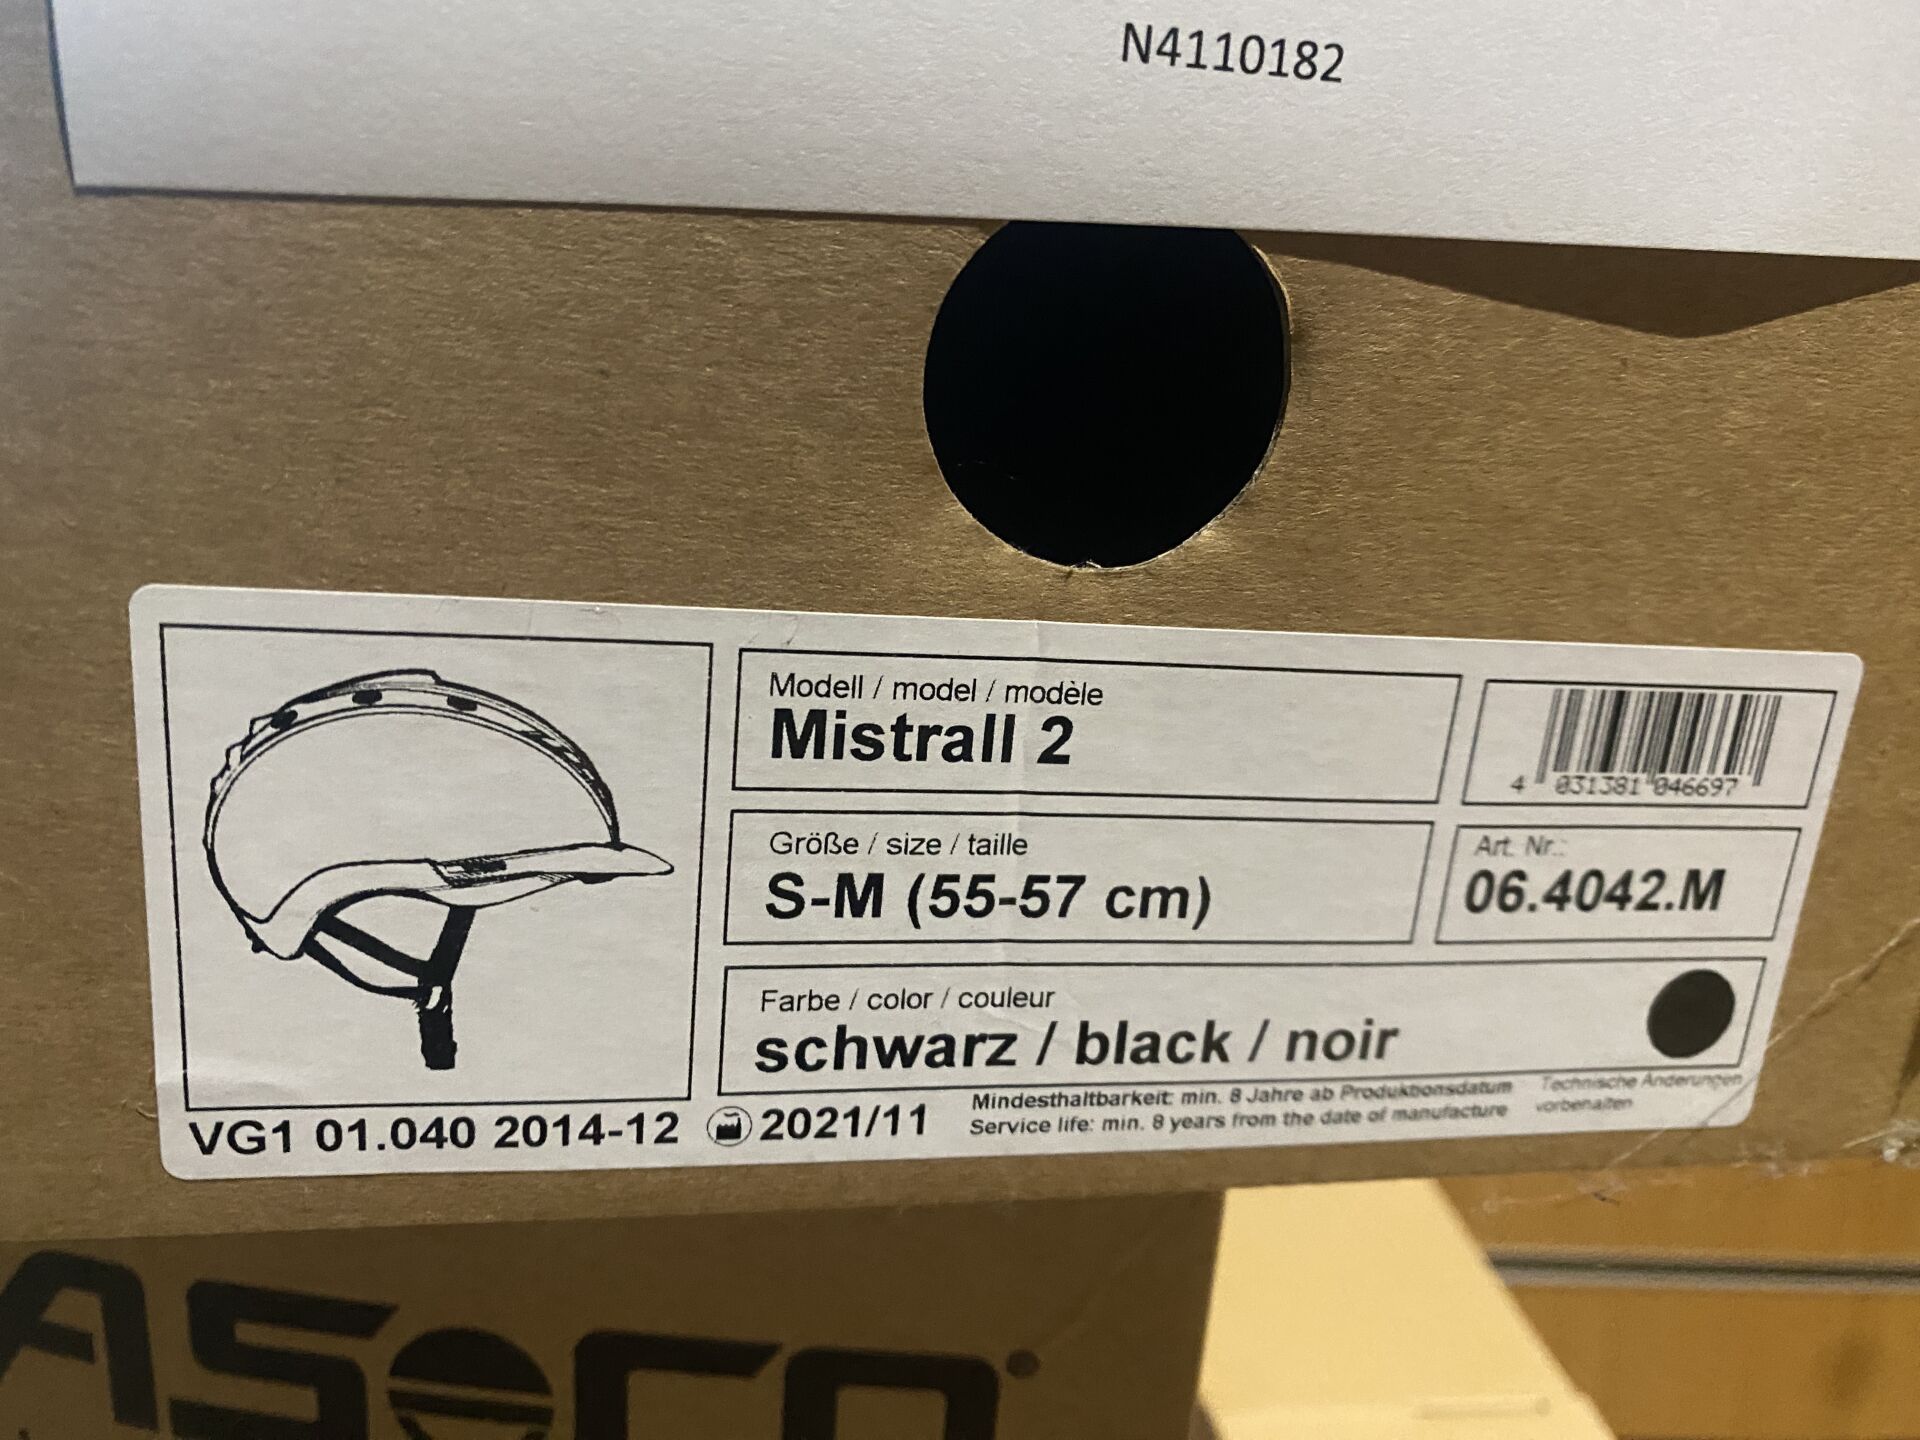 N4110182
Modell / model / modèle
Mistrall 2
4 031381 046697
Größe / size / taille
S-M (55-57 cm)
Art. Nr.:
06.4042.M
Farbe / color / couleur
schwarz / black / noir
VG1 01.040 2014-12
2021/11
Mindesthaltbarkeit: min. 8 Jahre ab Produktionsdatum
Service life: min. 8 years from the date of manufacture
Technische Änderungen
vorbehalten